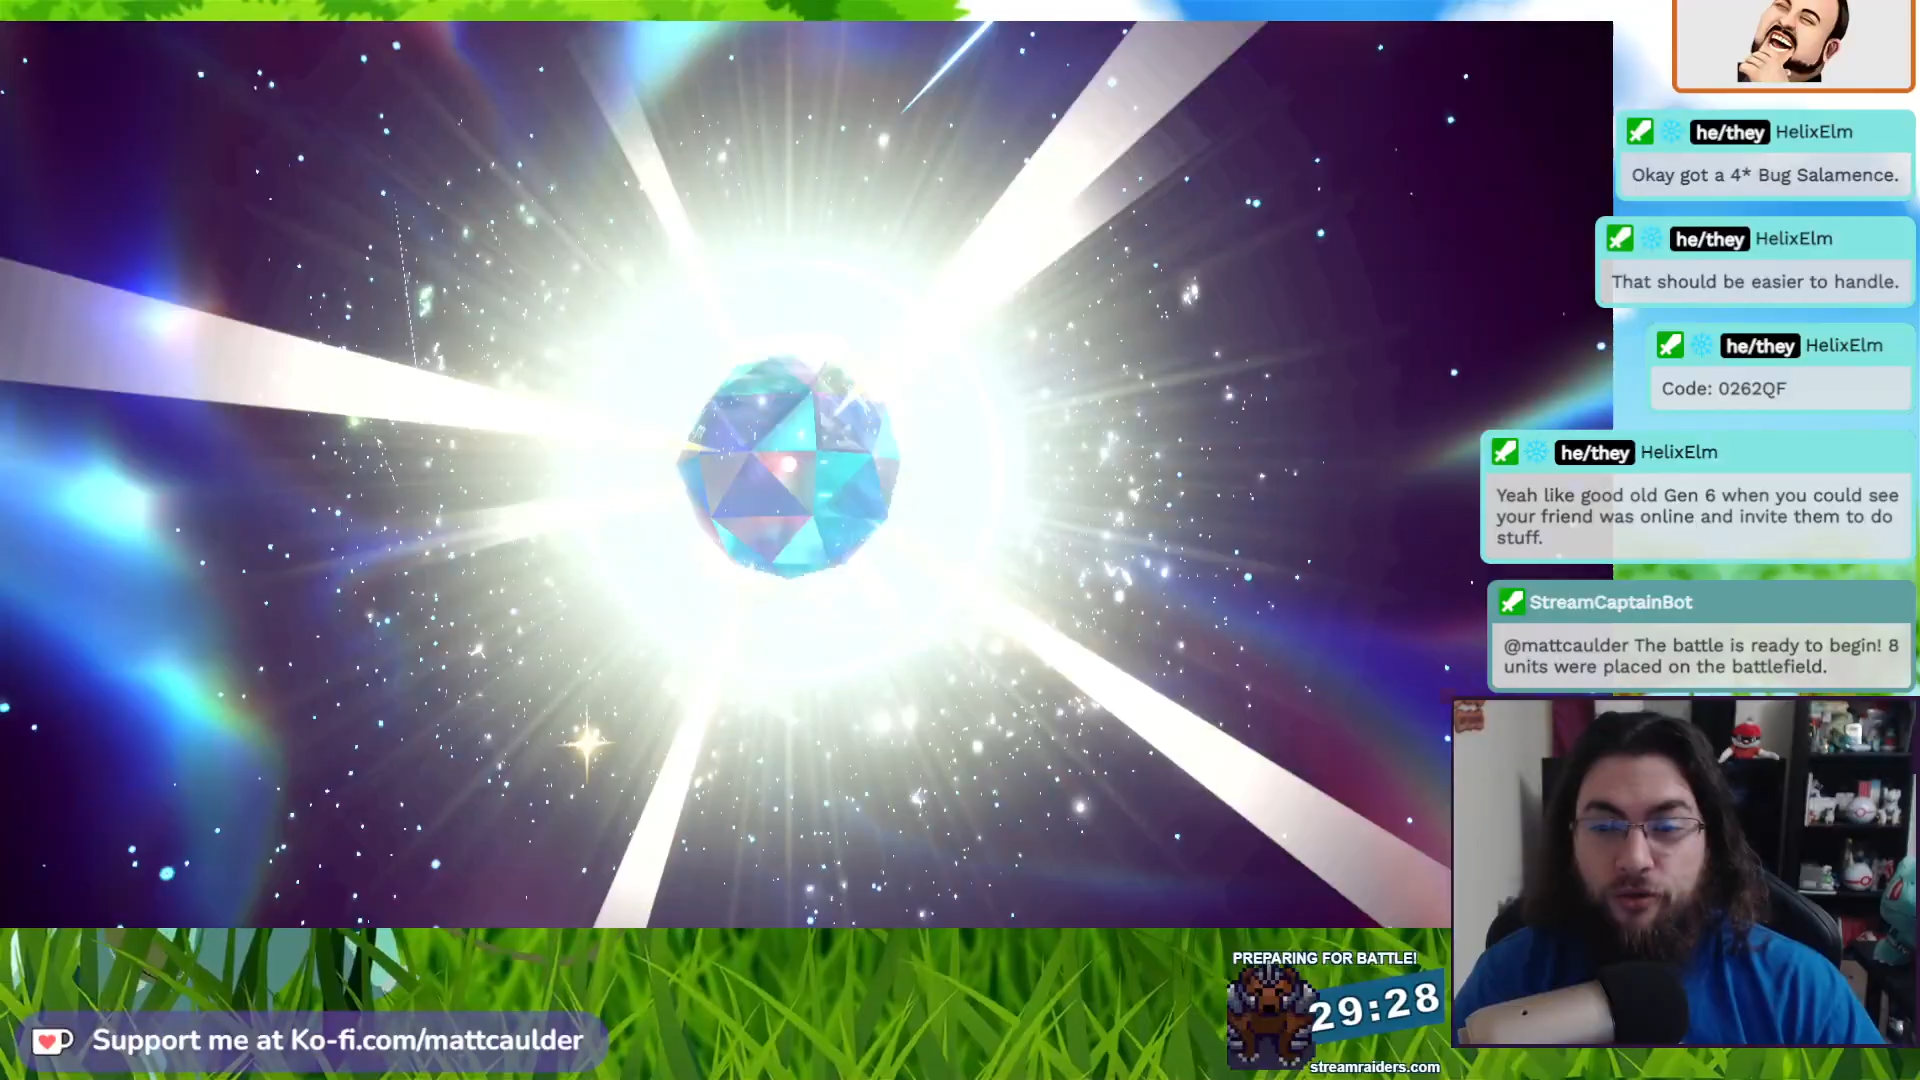 he/they HelixElm
Okay got a 4* Bug Salamence.
he/they HelixElm
That should be easier to handle.
he/they HelixElm
Code: 0262QF
he/they HelixElm
Yeah like good old Gen 6 when you could see
your friend was online and invite them to do
stuff.
StreamCaptainBot
@mattcaulder The battle is ready to begin! 8
units were placed on the battlefield.
PREPARING FOR BATTLE!
29:28
streamraiders.com
Support me at Ko-fi.com/mattcaulder